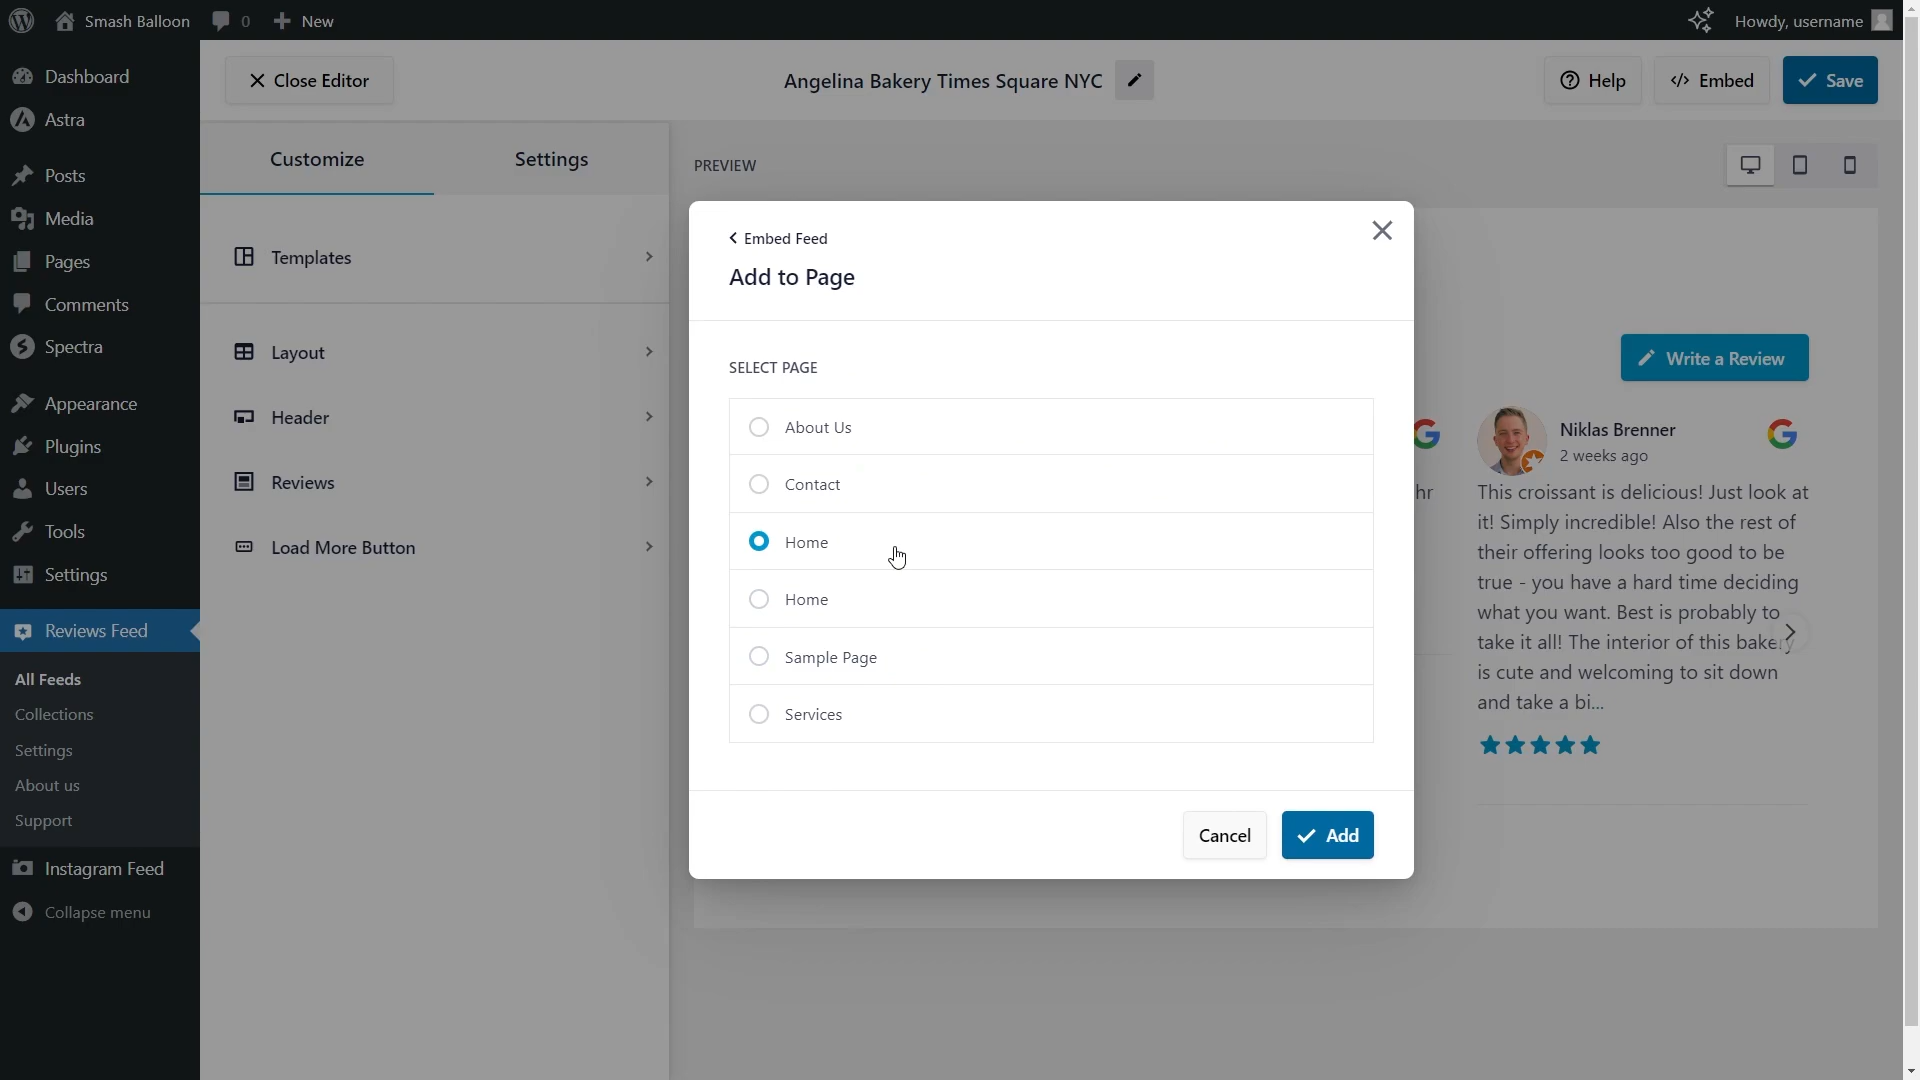 Smash Balloon
0
New
Howdy, username
Dashboard
Astra
Posts
Media
Pages
Comments
Spectra
Appearance
Plugins
Users
Tools
Settings
Reviews Feed
All Feeds
Collections
Settings
About us
Support
Instagram Feed
Collapse menu
Close Editor
Angelina Bakery Times Square NYC
Help
Embed
Save
Customize
Settings
Templates
Layout
Header
Reviews
Load More Button
PREVIEW
Embed Feed
Add to Page
SELECT PAGE
About Us
Contact
Home
Home
Sample Page
Services
Cancel
Add
Write a Review
Niklas Brenner
2 weeks ago
hr
This croissant is delicious! Just look at
it! Simply incredible! Also the rest of
their offering looks too good to be
true - you have a hard time deciding
what you want. Best is probably to
take it all! The interior of this bakery
is cute and welcoming to sit down
and take a bi...